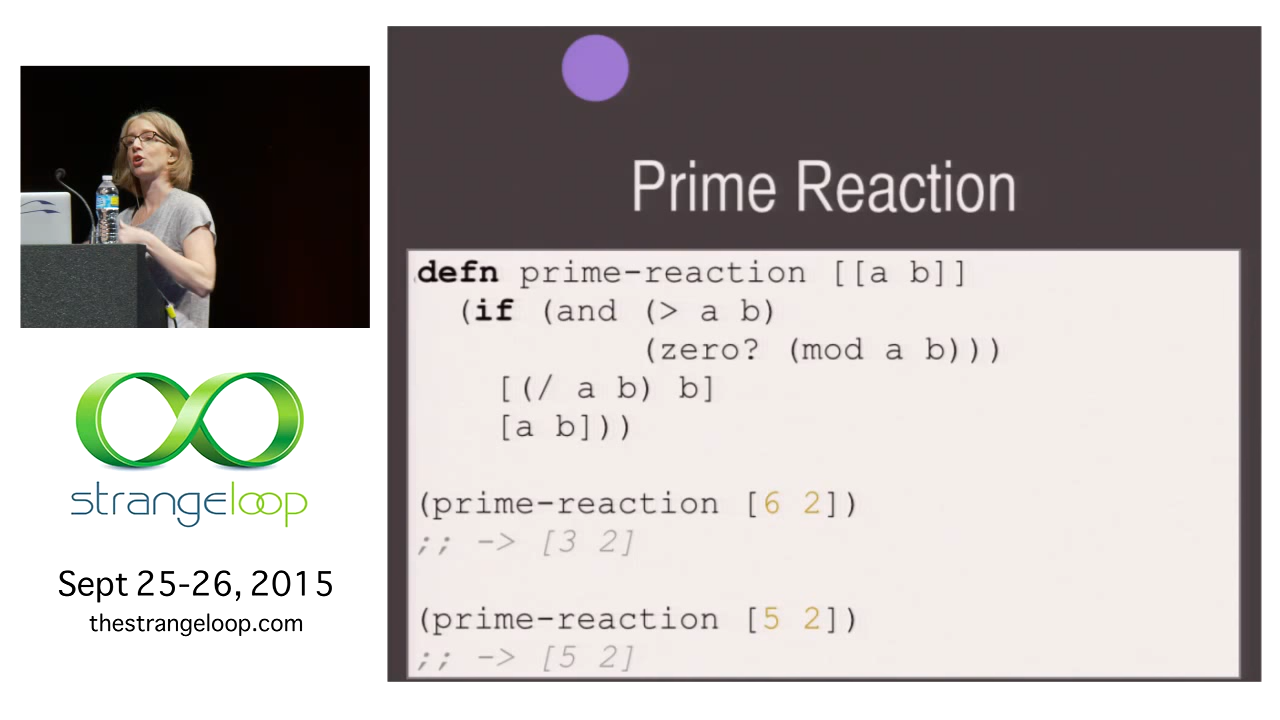 Prime Reaction
defn prime-reaction [[a b]]
  (if (and (> a b)
           (zero? (mod a b)))
    [(/ a b) b]
    [a b]))
(prime-reaction [6 2])
;; -> [3 2]
(prime-reaction [5 2])
;; -> [5 2]
strangeloop
Sept 25-26, 2015
thestrangeloop.com